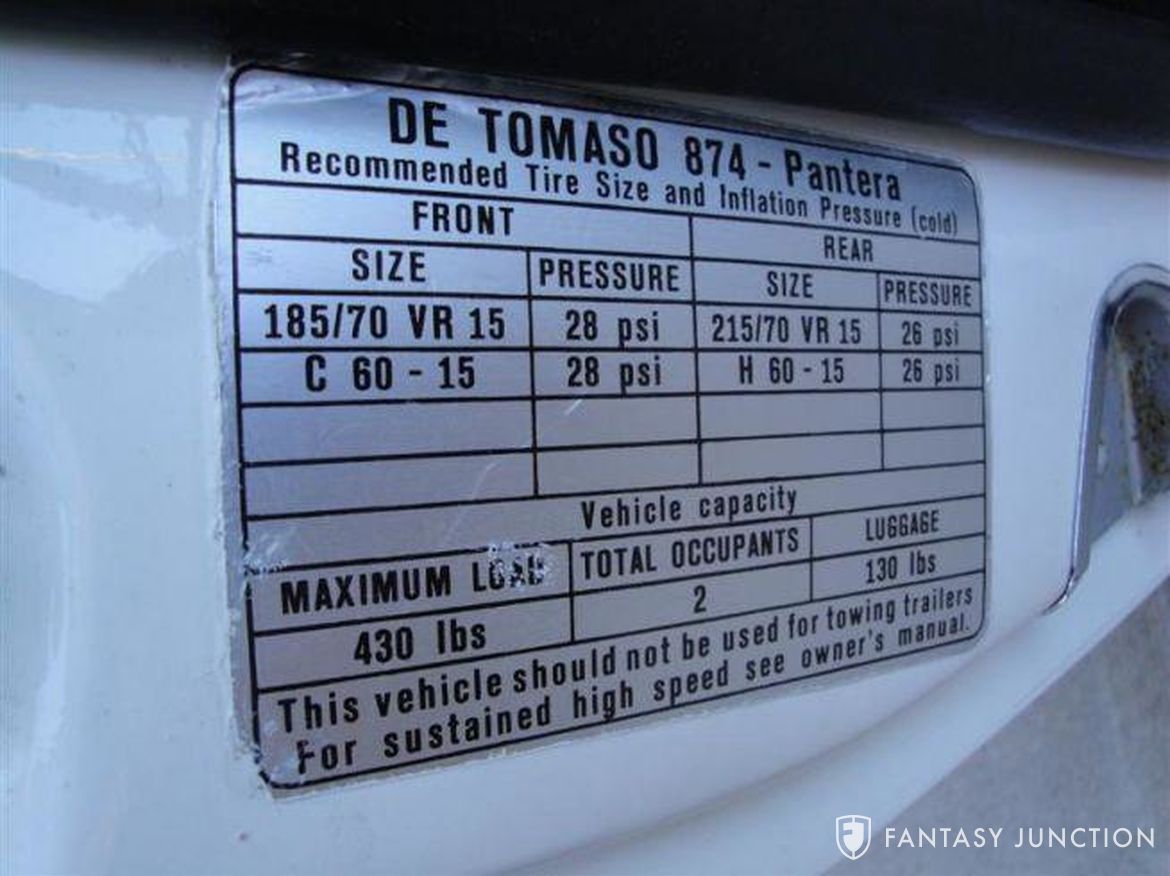 DE TOMASO 874 - Pantera
Recommended Tire Size and Inflation Pressure (cold)
FRONT REAR
SIZE PRESSURE SIZE PRESSURE
185/70 VR 15 28 psi 215/70 VR 15 26 psi
C 60 - 15 28 psi H 60 - 15 26 psi
Vehicle capacity
MAXIMUM LOAD TOTAL OCCUPANTS LUGGAGE
430 lbs 2 130 lbs
This vehicle should not be used for towing trailers
For sustained high speed see owner's manual.
FANTASY JUNCTION